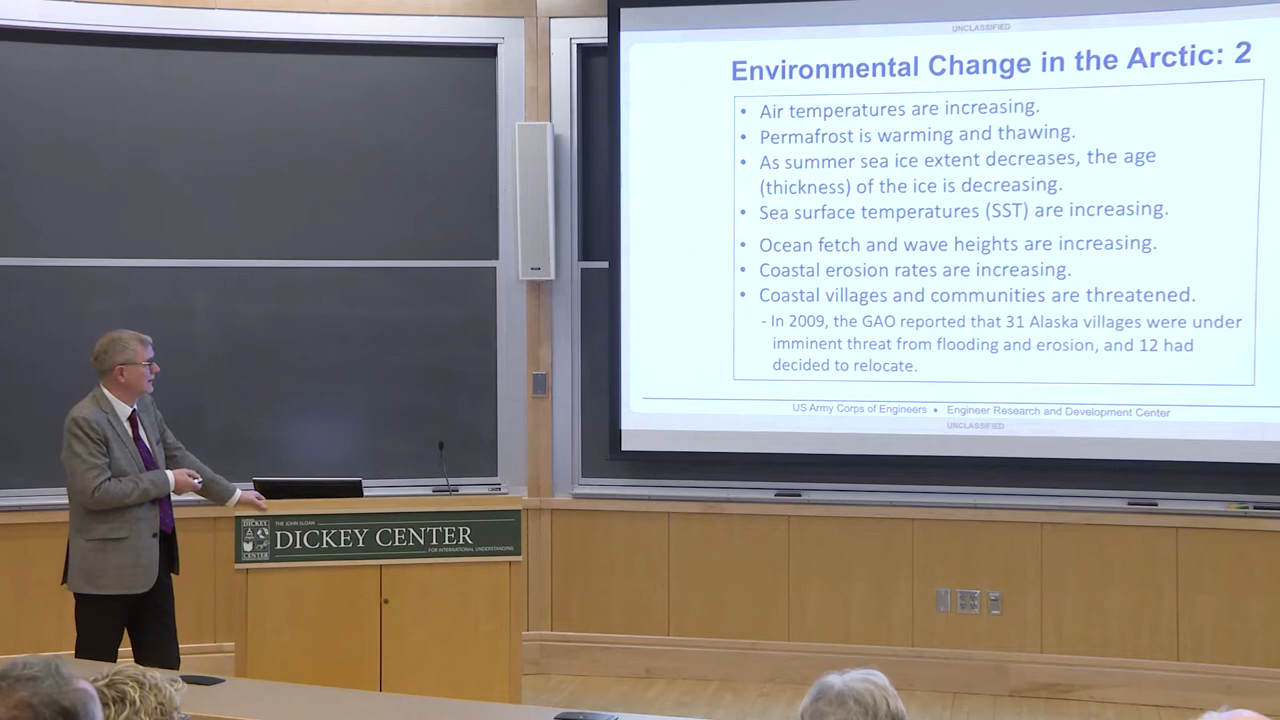 UNCLASSIFIED
Environmental Change in the Arctic: 2
• Air temperatures are increasing.
• Permafrost is warming and thawing.
• As summer sea ice extent decreases, the age
(thickness) of the ice is decreasing.
• Sea surface temperatures (SST) are increasing.
• Ocean fetch and wave heights are increasing.
• Coastal erosion rates are increasing.
• Coastal villages and communities are threatened.
- In 2009, the GAO reported that 31 Alaska villages were under
imminent threat from flooding and erosion, and 12 had
decided to relocate.
US Army Corps of Engineers • Engineer Research and Development Center
UNCLASSIFIED
DICKEY
CENTER
THE JOHN SLOAN
DICKEY CENTER
FOR INTERNATIONAL UNDERSTANDING